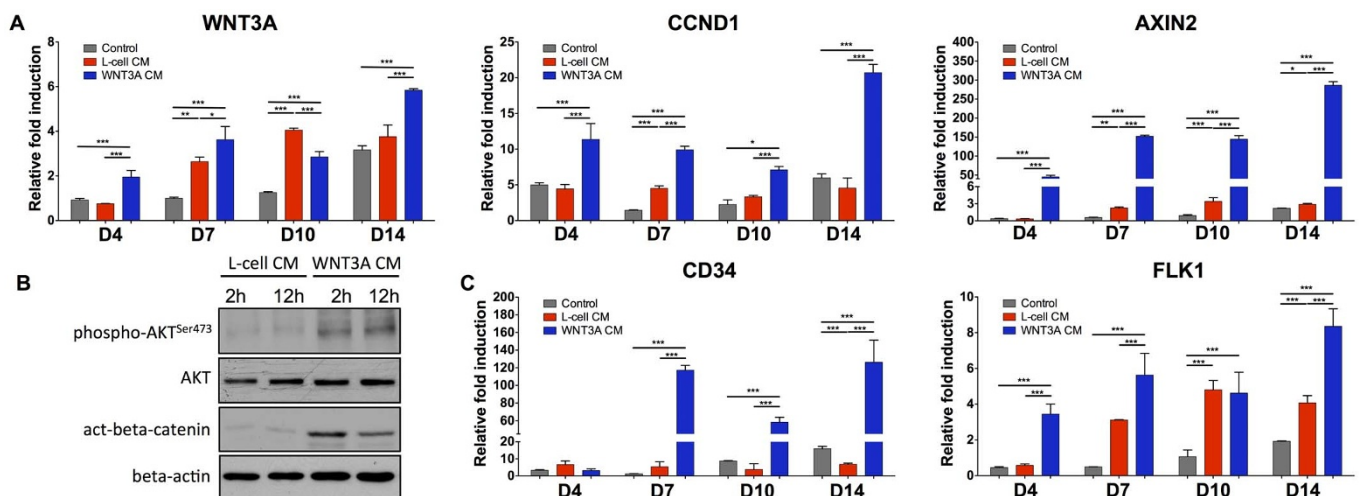 A
WNT3A
Relative fold induction
8
6
4
2
0
Control
L-cell CM
WNT3A CM
***
***
***
**
*
***
***
***
***
***
D4
D7
D10
D14
CCND1
Relative fold induction
25
20
15
10
5
0
Control
L-cell CM
WNT3A CM
***
***
***
***
***
*
***
***
***
D4
D7
D10
D14
AXIN2
Relative fold induction
400
350
300
250
200
150
100
50
6
3
0
Control
L-cell CM
WNT3A CM
***
***
***
**
***
***
***
***
***
*
***
D4
D7
D10
D14
B
L-cell CM WNT3A CM
2h 12h 2h 12h
phospho-AKTSer473
AKT
act-beta-catenin
beta-actin
C
CD34
Relative fold induction
200
180
160
140
120
100
80
60
20
10
0
Control
L-cell CM
WNT3A CM
***
***
***
***
***
***
***
D4
D7
D10
D14
FLK1
Relative fold induction
10
8
6
4
2
0
Control
L-cell CM
WNT3A CM
***
***
***
***
***
***
***
***
***
D4
D7
D10
D14